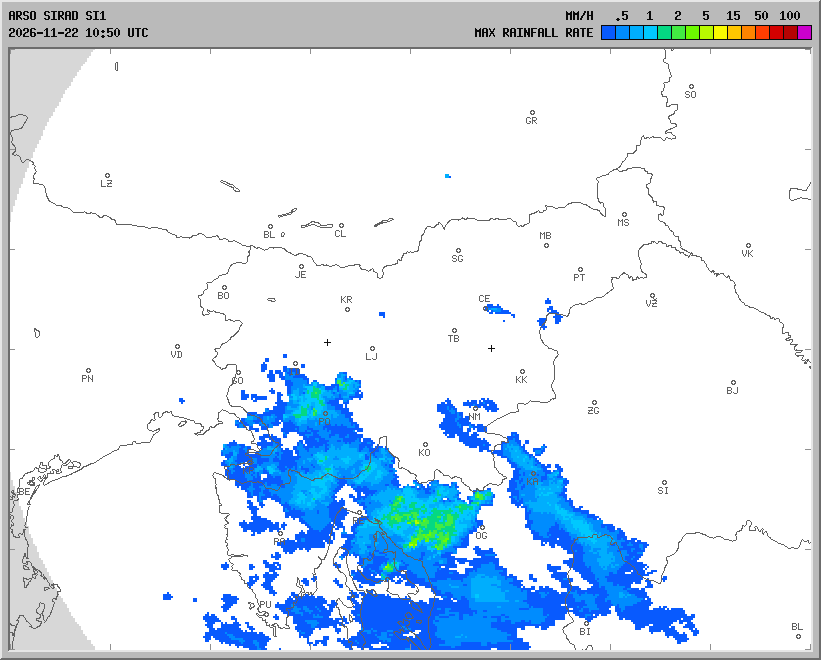 ARSO SIRAD SI1
2026-11-22 10:50 UTC
MM/H .5 1 2 5 15 50 100
MAX RAINFALL RATE
SO
GR
LZ
MS
BL
CL
MB
VK
SG
JE
PT
BO
KR
CE
VZ
TB
VD
LJ
PN
GO
KK
BJ
ZG
NM
KO
BE
SI
OG
PU
BI
BL